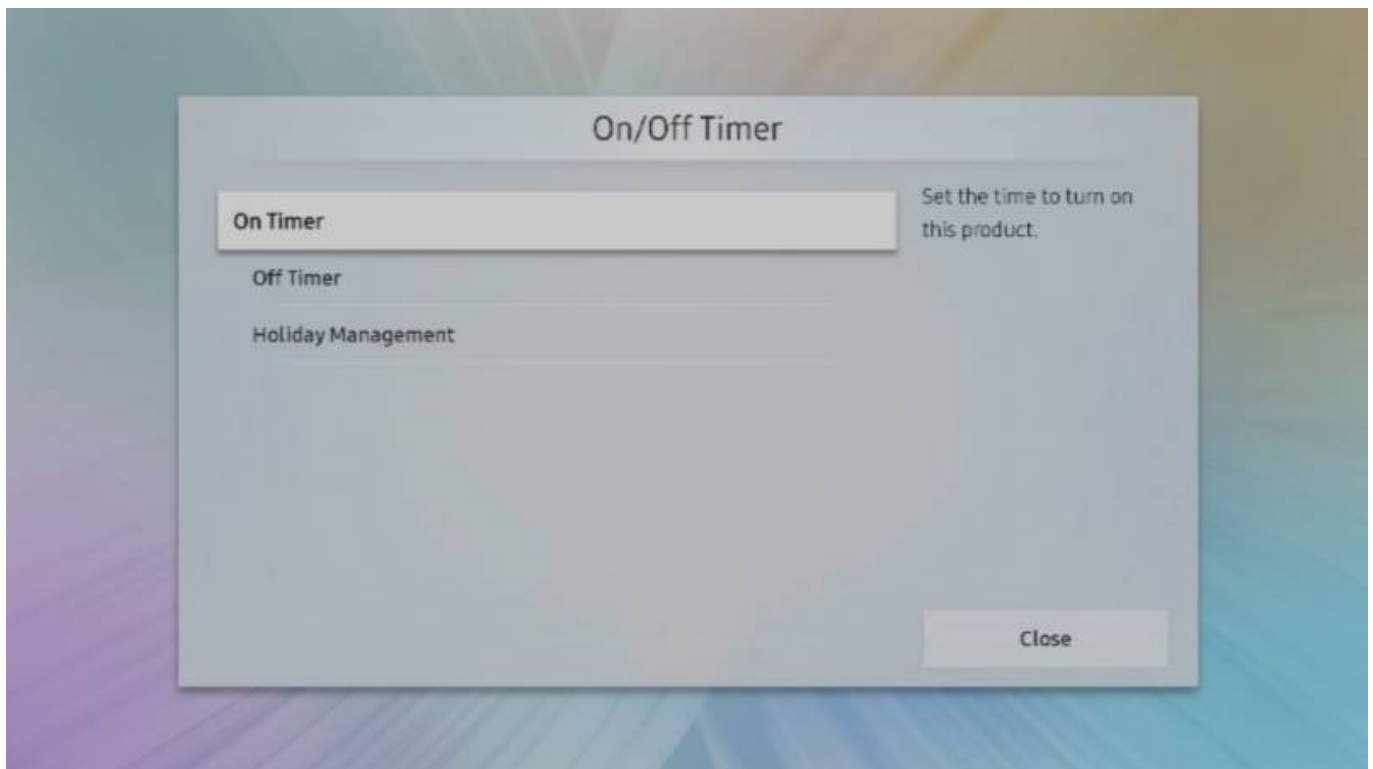 On/Off Timer
On Timer
Set the time to turn on
this product.
Off Timer
Holiday Management
Close